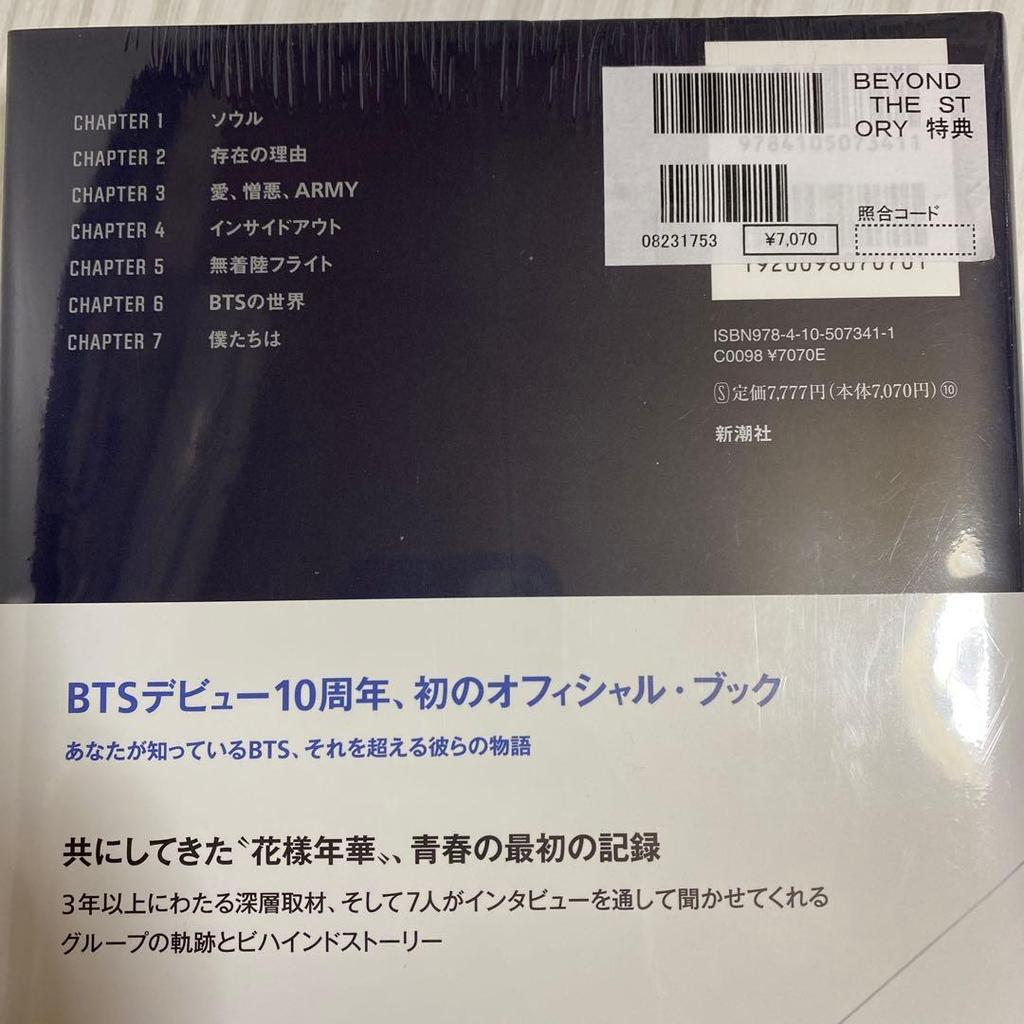 CHAPTER 1 ソウル
CHAPTER 2 存在の理由
CHAPTER 3 愛、憎悪、ARMY
CHAPTER 4 インサイドアウト
CHAPTER 5 無着陸フライト
CHAPTER 6 BTSの世界
CHAPTER 7 僕たちは
BEYOND
THE ST
ORY 特典
9784105073411
照合コード
08231753 ¥7,070
1920098070701
ISBN978-4-10-507341-1
C0098 ¥7070E
Ⓢ定価7,777円(本体7,070円)⑩
新潮社
BTSデビュー10周年、初のオフィシャル・ブック
あなたが知っているBTS、それを超える彼らの物語
共にしてきた〝花様年華〟、青春の最初の記録
3年以上にわたる深層取材、そして7人がインタビューを通して聞かせてくれる
グループの軌跡とビハインドストーリー